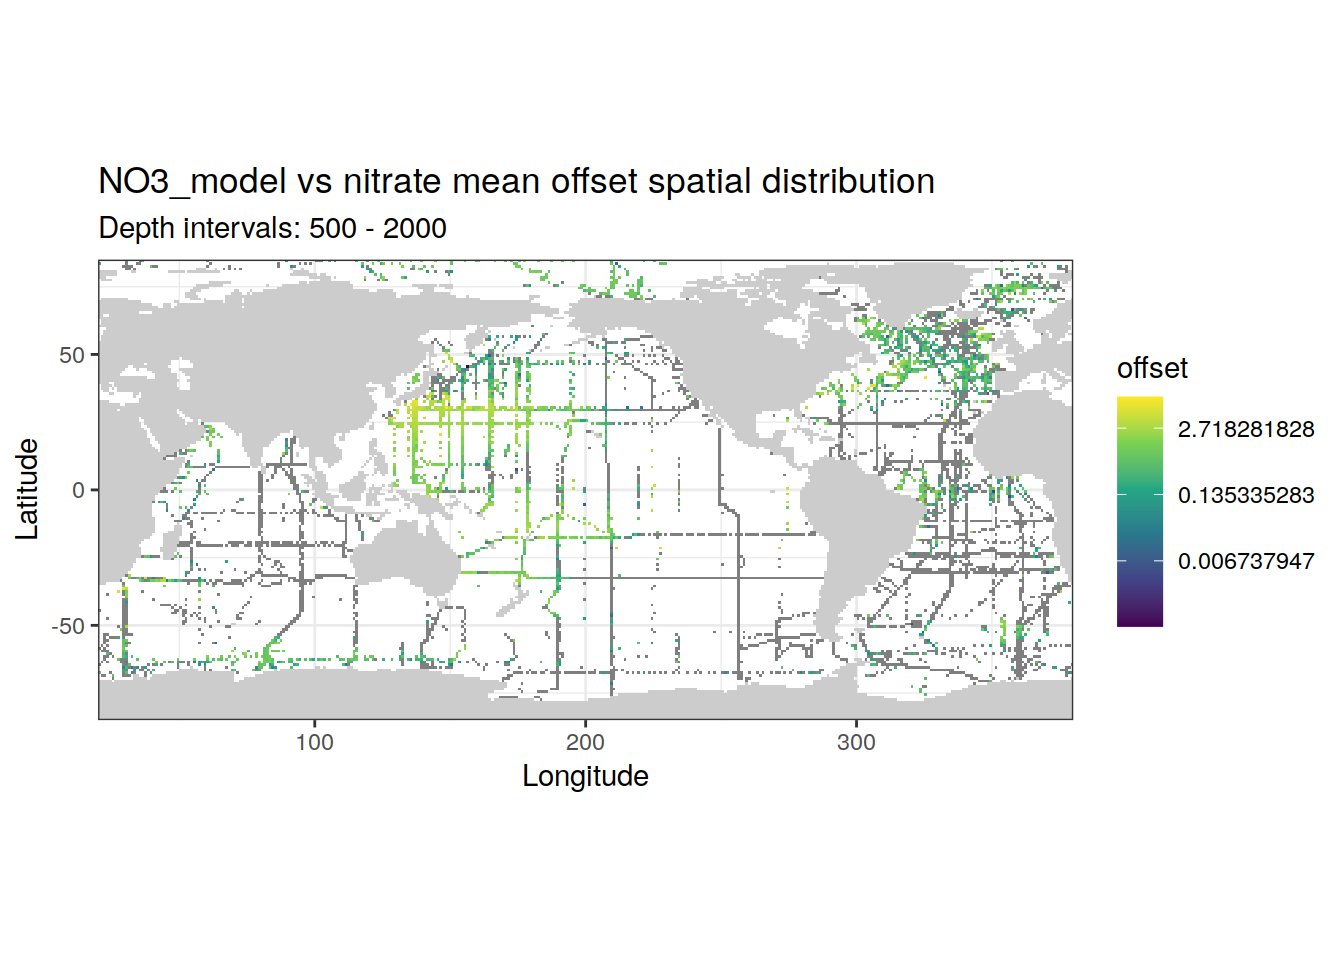 NO3_model vs nitrate mean offset spatial distribution
Depth intervals: 500 - 2000
offset
2.718281828
0.135335283
0.006737947
50
0
-50
Latitude
100
200
300
Longitude